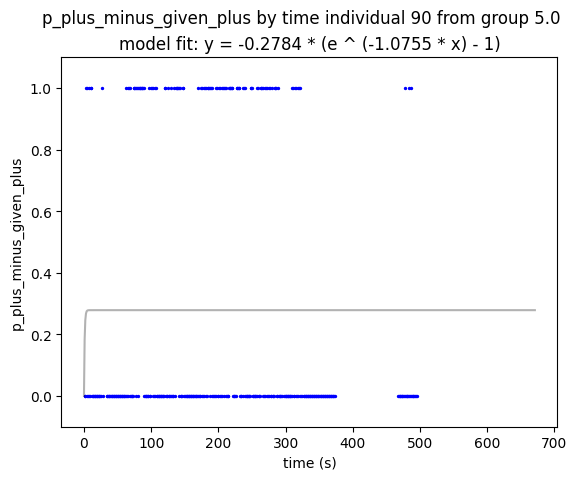 p_plus_minus_given_plus by time individual 90 from group 5.0
model fit: y = -0.2784 * (e ^ (-1.0755 * x) - 1)
1.0
0.8
0.6
0.4
0.2
0.0
p_plus_minus_given_plus
0 100 200 300 400 500 600 700
time (s)